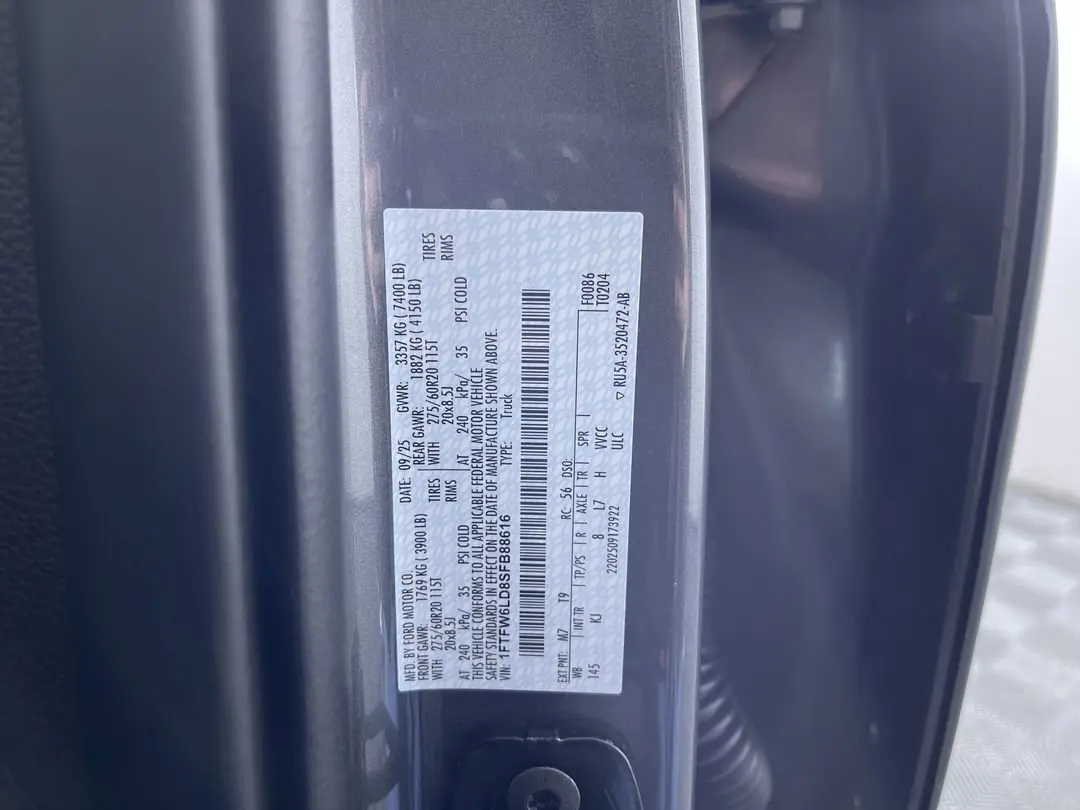 MFD. BY FORD MOTOR CO. DATE: 09/25 GVWR: 3357 KG ( 7400 LB)
FRONT GAWR: 1769 KG ( 3900 LB) REAR GAWR: 1882 KG ( 4150 LB)
WITH 275/60R20 115T TIRES WITH 275/60R20 115T TIRES
20x8.5J RIMS 20x8.5J RIMS
AT 240 kPa/ 35 PSI COLD AT 240 kPa/ 35 PSI COLD
THIS VEHICLE CONFORMS TO ALL APPLICABLE FEDERAL MOTOR VEHICLE
SAFETY STANDARDS IN EFFECT ON THE DATE OF MANUFACTURE SHOWN ABOVE.
VIN: 1FTFW6LD8SFB88616 TYPE: Truck
EXT PNT: M7 T9 RC: 56 DSO: F0086
WB INT TR TP/PS R AXLE TR SPR T0204
145 KJ 8 L7 H VVCC
2202509173922 ULC RU5A-3520472-AB